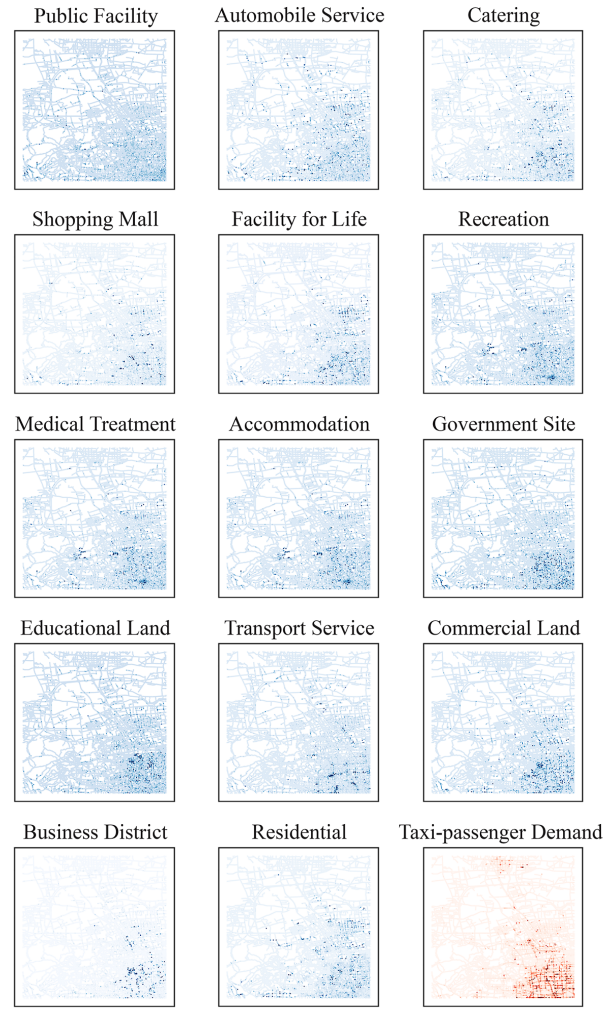 Public Facility
Automobile Service
Catering
Shopping Mall
Facility for Life
Recreation
Medical Treatment
Accommodation
Government Site
Educational Land
Transport Service
Commercial Land
Business District
Residential
Taxi-passenger Demand